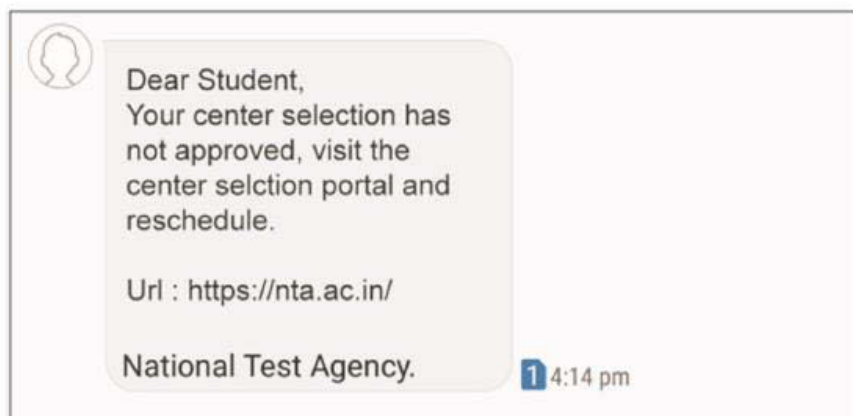 Dear Student,
Your center selection has
not approved, visit the
center selction portal and
reschedule.
Url : https://nta.ac.in/
National Test Agency.
1 4:14 pm